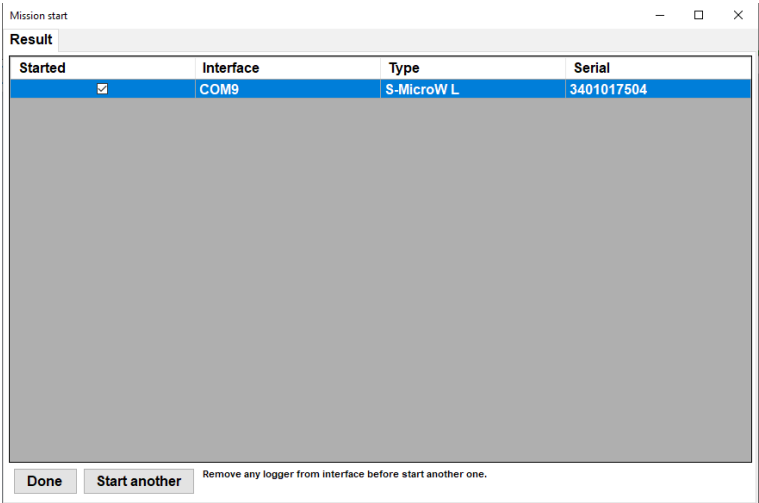 Mission start
Result
Started Interface Type Serial
COM9 S-MicroW L 3401017504
Done Start another Remove any logger from interface before start another one.